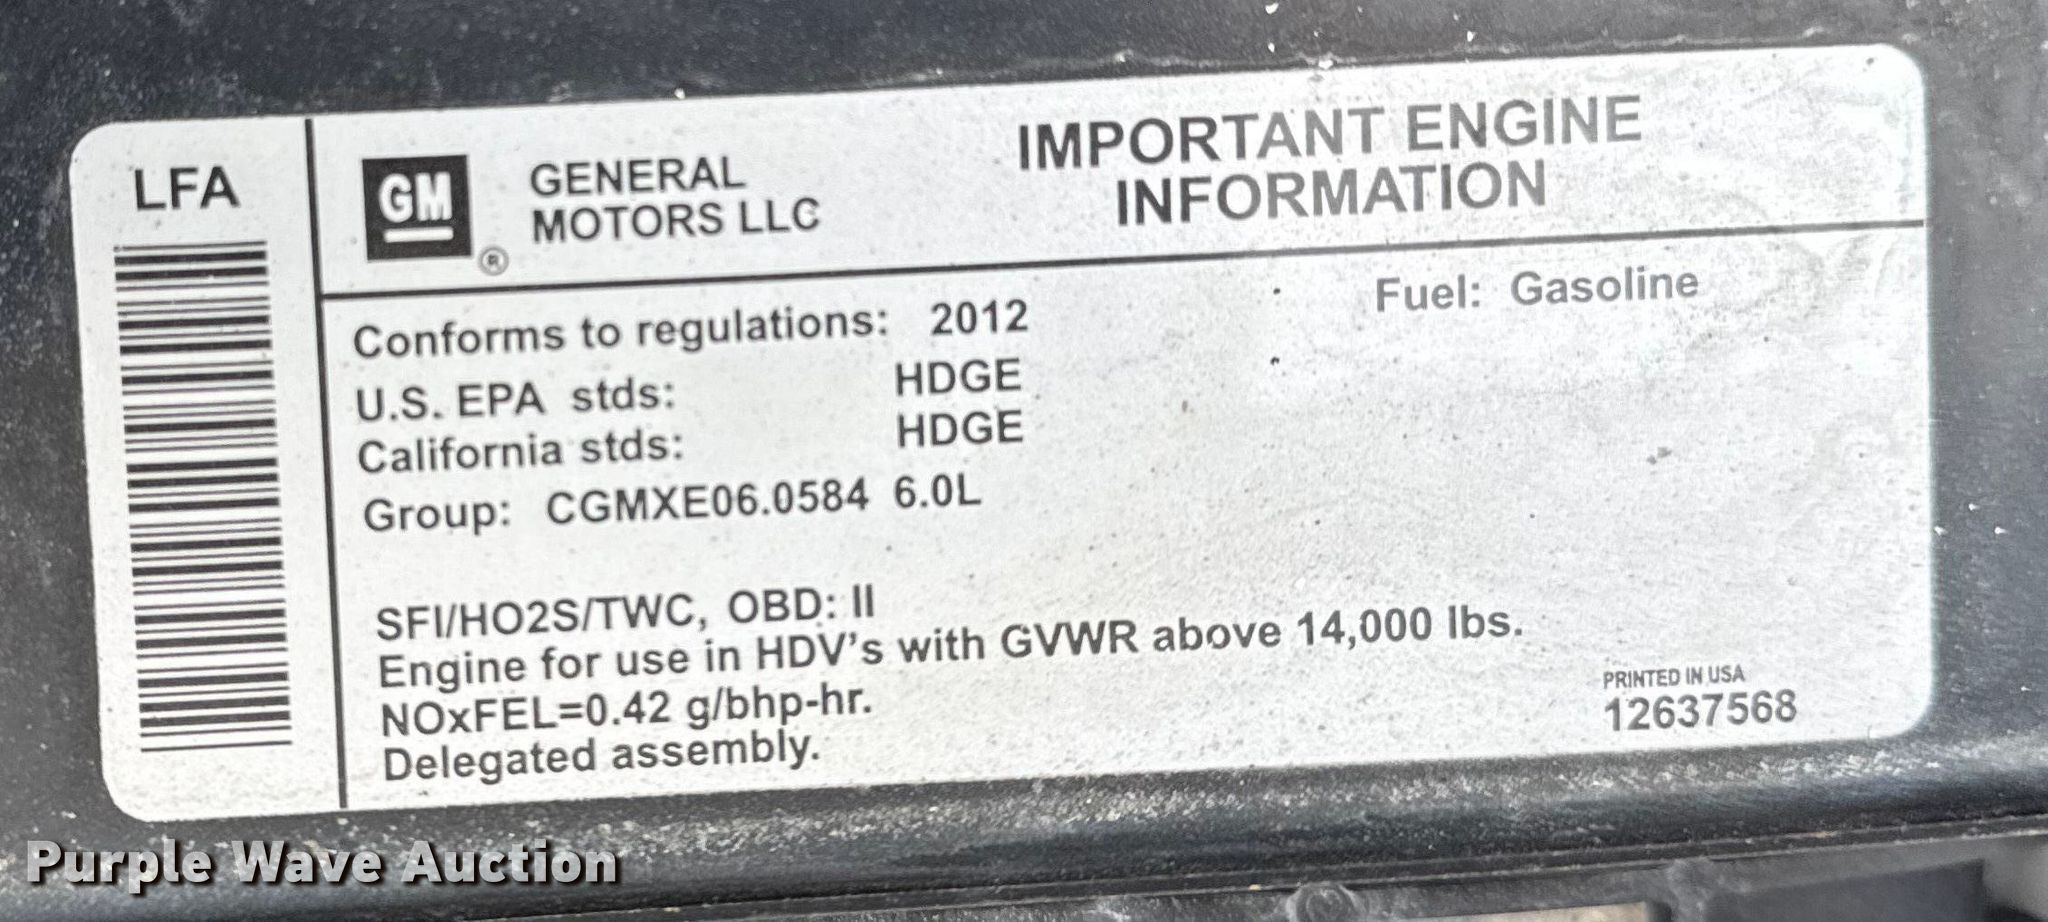 LFA
GM
®
GENERAL
MOTORS LLC
IMPORTANT ENGINE
INFORMATION
Conforms to regulations: 2012
Fuel: Gasoline
U.S. EPA stds: HDGE
California stds: HDGE
Group: CGMXE06.0584 6.0L
SFI/HO2S/TWC, OBD: II
Engine for use in HDV's with GVWR above 14,000 lbs.
NOxFEL=0.42 g/bhp-hr.
Delegated assembly.
PRINTED IN USA
12637568
Purple Wave Auction